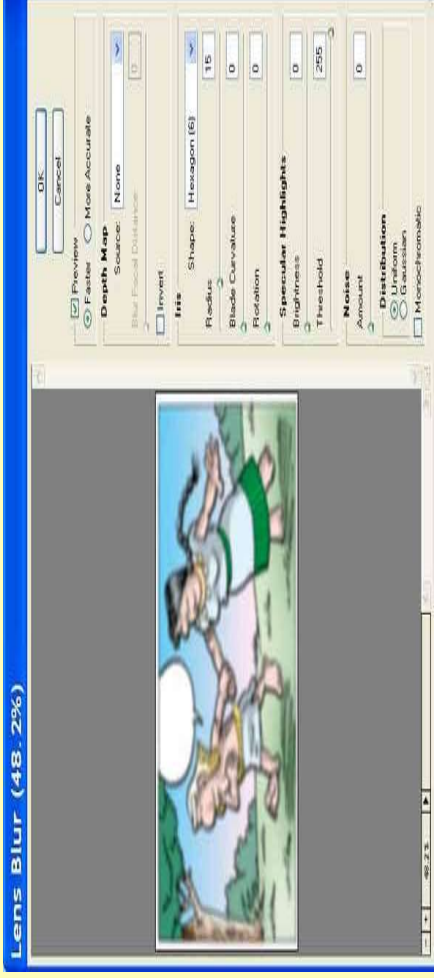 Lens Blur (48.2%)
OK
Cancel
Preview
Faster
More Accurate
Depth Map
Source: None
Blur Focal Distance 0
Invert
Iris
Shape: Hexagon (6)
Radius 15
Blade Curvature 0
Rotation 0
Specular Highlights
Brightness 0
Threshold 255
Noise
Amount 0
Distribution
Uniform
Gaussian
Monochromatic
- + 48.2%